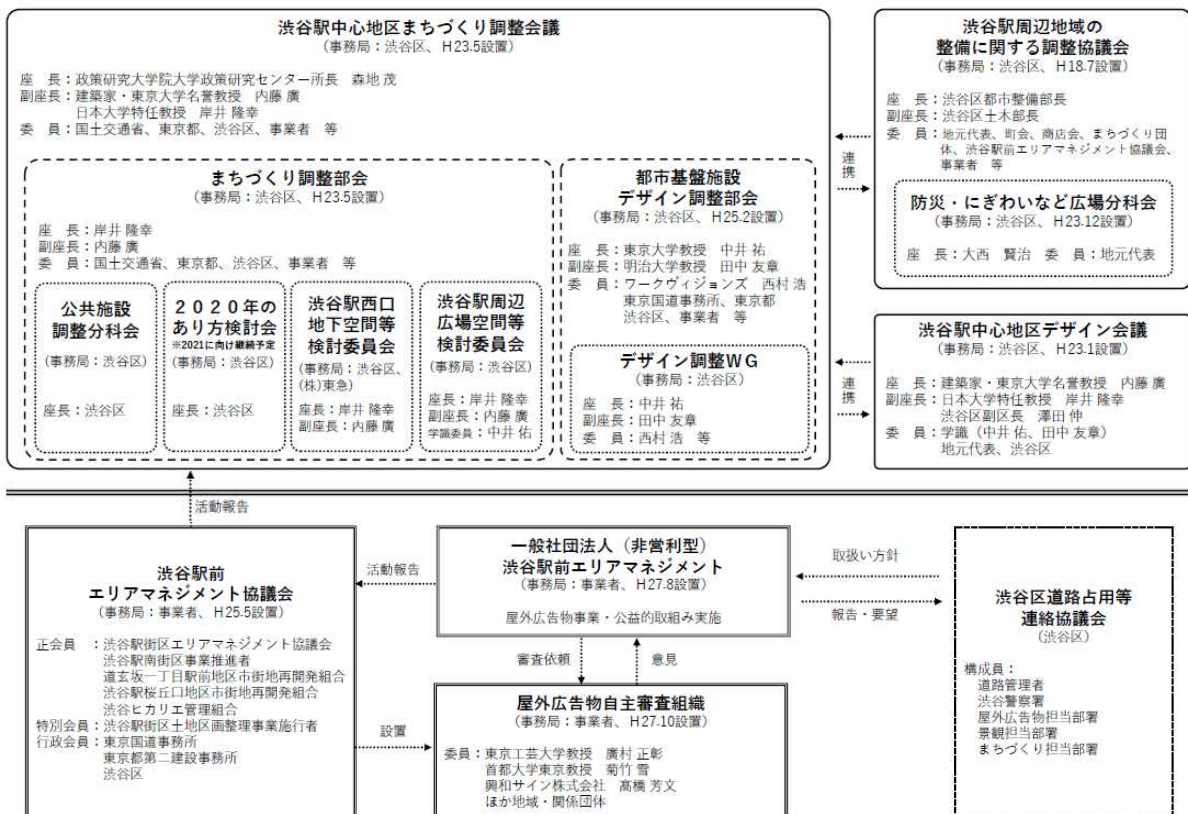 渋谷駅中心地区まちづくり調整会議
(事務局：渋谷区、H23.5設置)
座　長：政策研究大学院大学政策研究センター所長　森地 茂
副座長：建築家・東京大学名誉教授　内藤 廣
日本大学特任教授　岸井 隆幸
委　員：国土交通省、東京都、渋谷区、事業者　等
まちづくり調整部会
(事務局：渋谷区、H23.5設置)
座　長：岸井 隆幸
副座長：内藤 廣
委　員：国土交通省、東京都、渋谷区、事業者　等
公共施設
調整分科会
(事務局：渋谷区)
座長：渋谷区
２０２０年の
あり方検討会
※2021に向け継続予定
(事務局：渋谷区)
座長：渋谷区
渋谷駅西口
地下空間等
検討委員会
(事務局：渋谷区、
(株)東急)
座長：岸井 隆幸
副座長：内藤 廣
渋谷駅周辺
広場空間等
検討委員会
(事務局：渋谷区)
座長：岸井 隆幸
副座長：内藤 廣
学識委員：中井 佑
都市基盤施設
デザイン調整部会
(事務局：渋谷区、H25.2設置)
座　長：東京大学教授　中井 祐
副座長：明治大学教授　田中 友章
委　員：ワークヴィジョンズ　西村 浩
東京国道事務所、東京都
渋谷区、事業者　等
デザイン調整ＷＧ
(事務局：渋谷区)
座　長：中井 祐
副座長：田中 友章
委　員：西村 浩　等
連携
連携
渋谷駅周辺地域の
整備に関する調整協議会
(事務局：渋谷区、H18.7設置)
座　長：渋谷区都市整備部長
副座長：渋谷区土木部長
委　員：地元代表、町会、商店会、まちづくり団
体、渋谷駅前エリアマネジメント協議会、
事業者　等
防災・にぎわいなど広場分科会
(事務局：渋谷区、H23.12設置)
座　長：大西　賢治　委　員：地元代表
渋谷駅中心地区デザイン会議
(事務局：渋谷区、H23.1設置)
座　長：建築家・東京大学名誉教授　内藤 廣
副座長：日本大学特任教授　岸井 隆幸
渋谷区副区長　澤田 伸
委　員：学識（中井 佑、田中 友章）
地元代表、渋谷区
活動報告
渋谷駅前
エリアマネジメント協議会
(事務局：事業者、H25.5設置)
正会員　：渋谷駅街区エリアマネジメント協議会
渋谷駅南街区事業推進者
道玄坂一丁目駅前地区市街地再開発組合
渋谷駅桜丘口地区市街地再開発組合
渋谷ヒカリエ管理組合
特別会員：渋谷駅街区土地区画整理事業施行者
行政会員：東京国道事務所
東京都第二建設事務所
渋谷区
活動報告
設置
一般社団法人（非営利型）
渋谷駅前エリアマネジメント
(事務局：事業者、H27.8設置)
屋外広告物事業・公益的取組み実施
審査依頼
意見
屋外広告物自主審査組織
(事務局：事業者、H27.10設置)
委員：東京工芸大学教授　廣村 正彰
首都大学東京教授　菊竹 雪
興和サイン株式会社　髙橋 芳文
ほか地域・関係団体
取扱い方針
報告・要望
渋谷区道路占用等
連絡協議会
(渋谷区)
構成員：
道路管理者
渋谷警察署
屋外広告物担当部署
景観担当部署
まちづくり担当部署